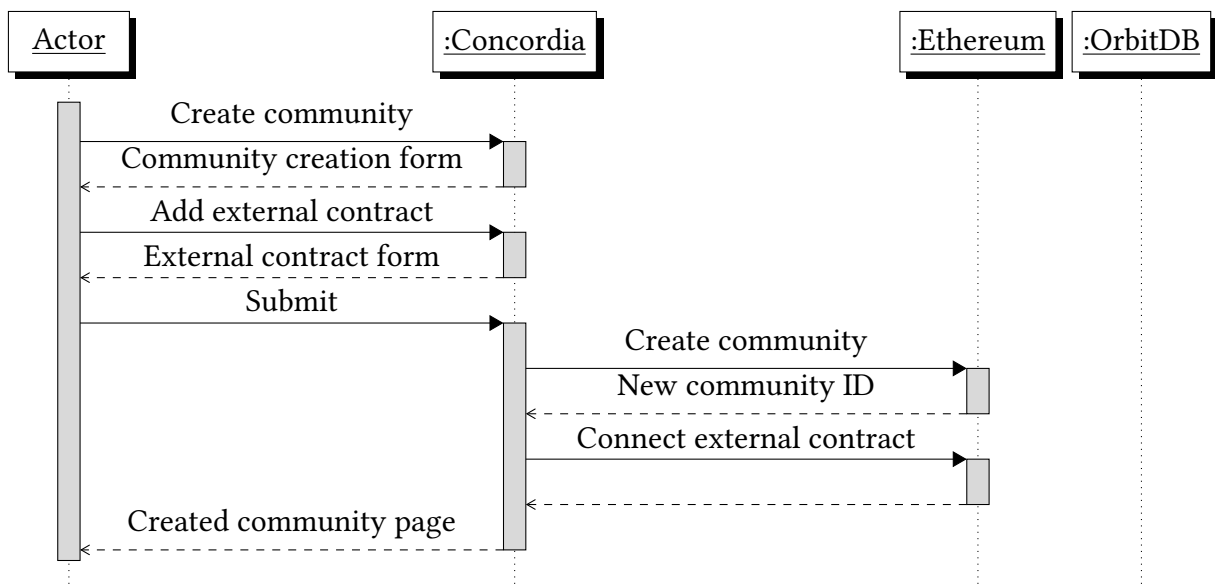 Actor
:Concordia
:Ethereum
:OrbitDB
Create community
Community creation form
Add external contract
External contract form
Submit
Create community
New community ID
Connect external contract
Created community page